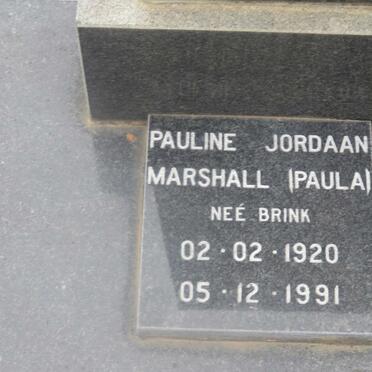 PAULINE JORDAAN
MARSHALL (PAULA)
NEÉ BRINK
02·02·1920
05·12·1991